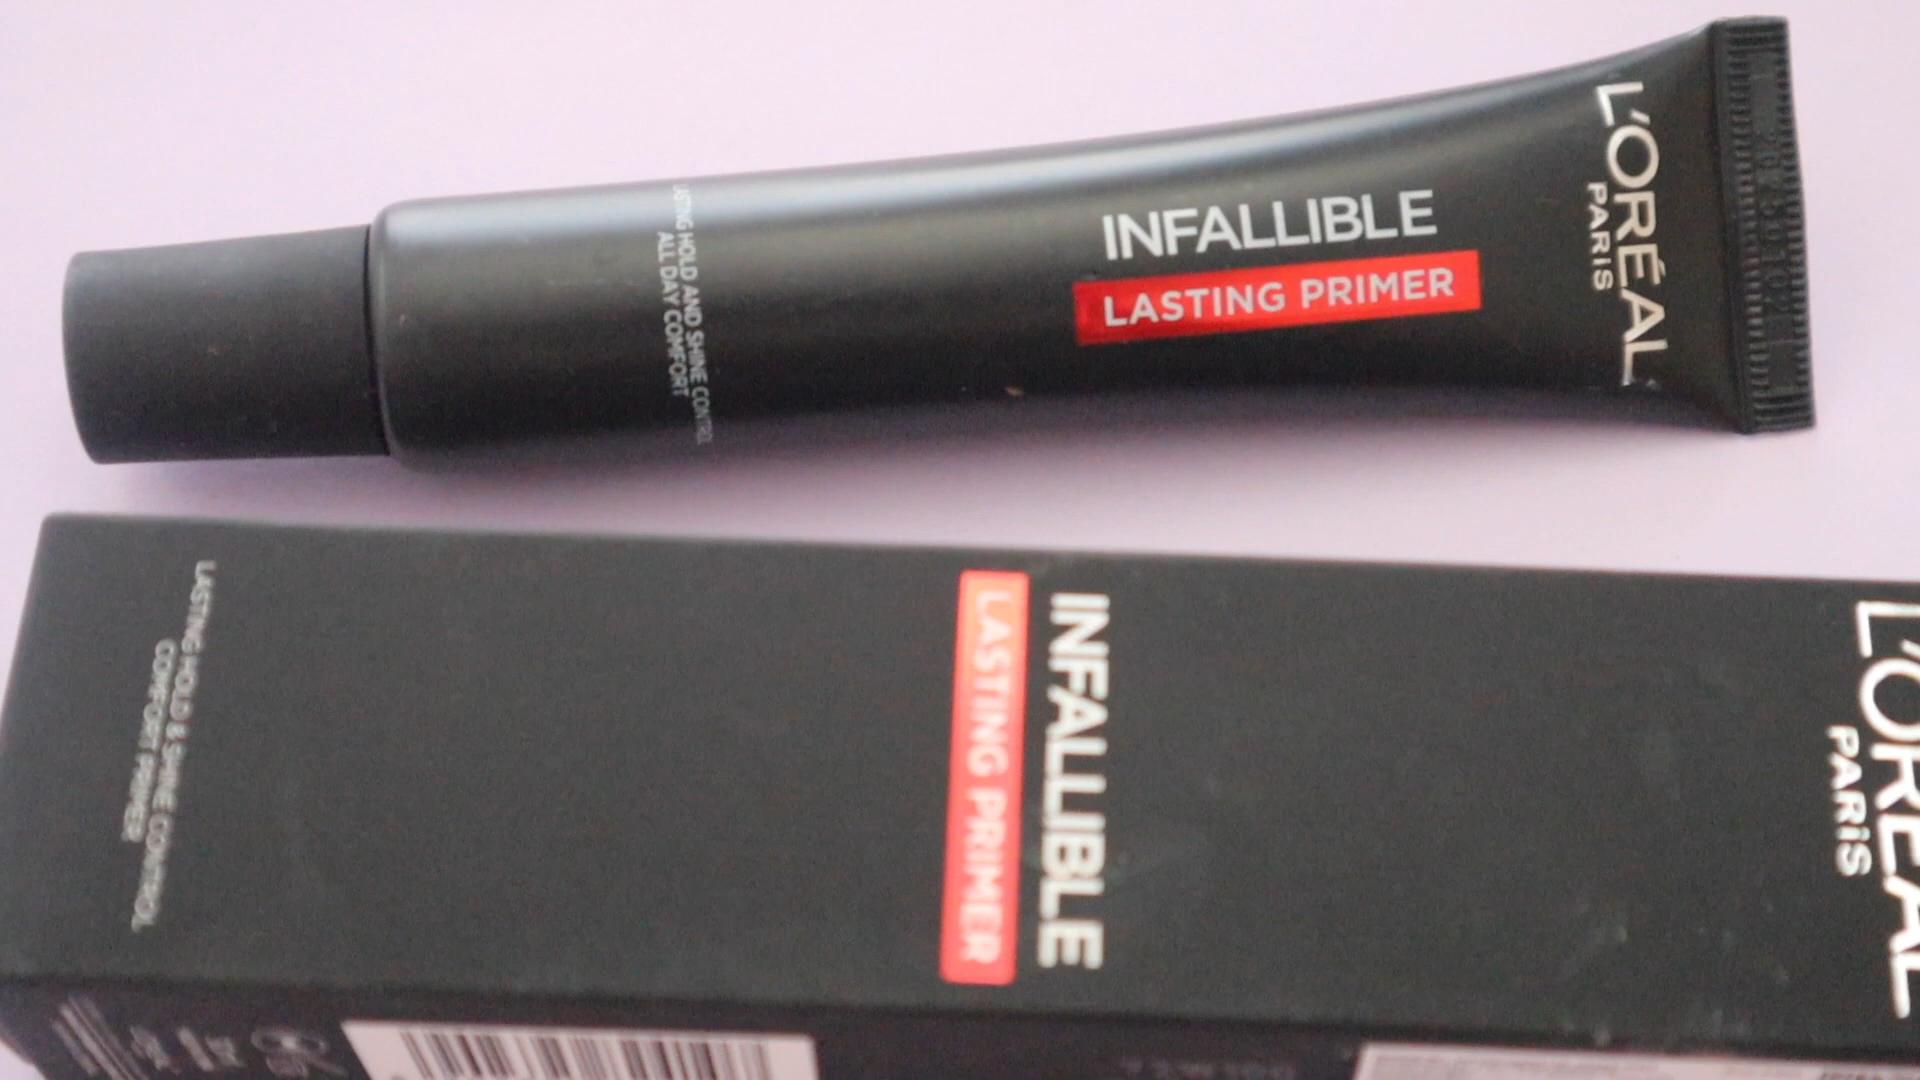 L'ORÉAL
PARIS
INFALLIBLE
LASTING PRIMER
LASTING HOLD AND SHINE CONTROL
ALL DAY COMFORT
L'ORÉAL
PARIS
INFALLIBLE
LASTING PRIMER
LASTING HOLD & SHINE CONTROL
COMFORT PRIMER